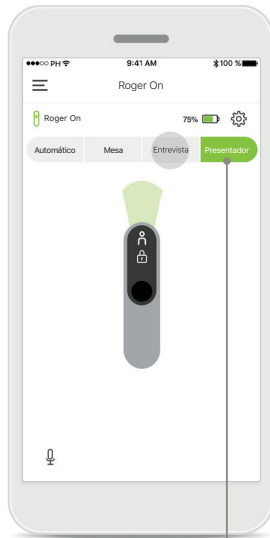 PH 9:41 AM 100 %
Roger On
Roger On 75%
Automático Mesa Entrevista Presentador